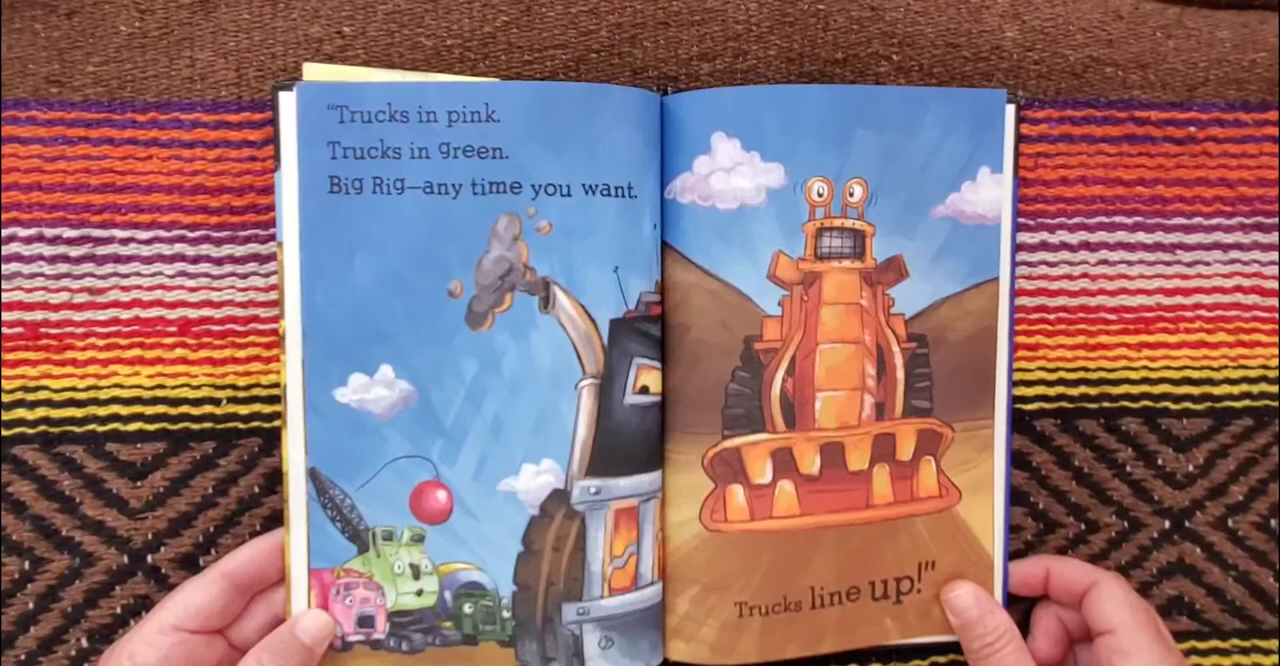 “Trucks in pink.
Trucks in green.
Big Rig—any time you want.
Trucks line up!”